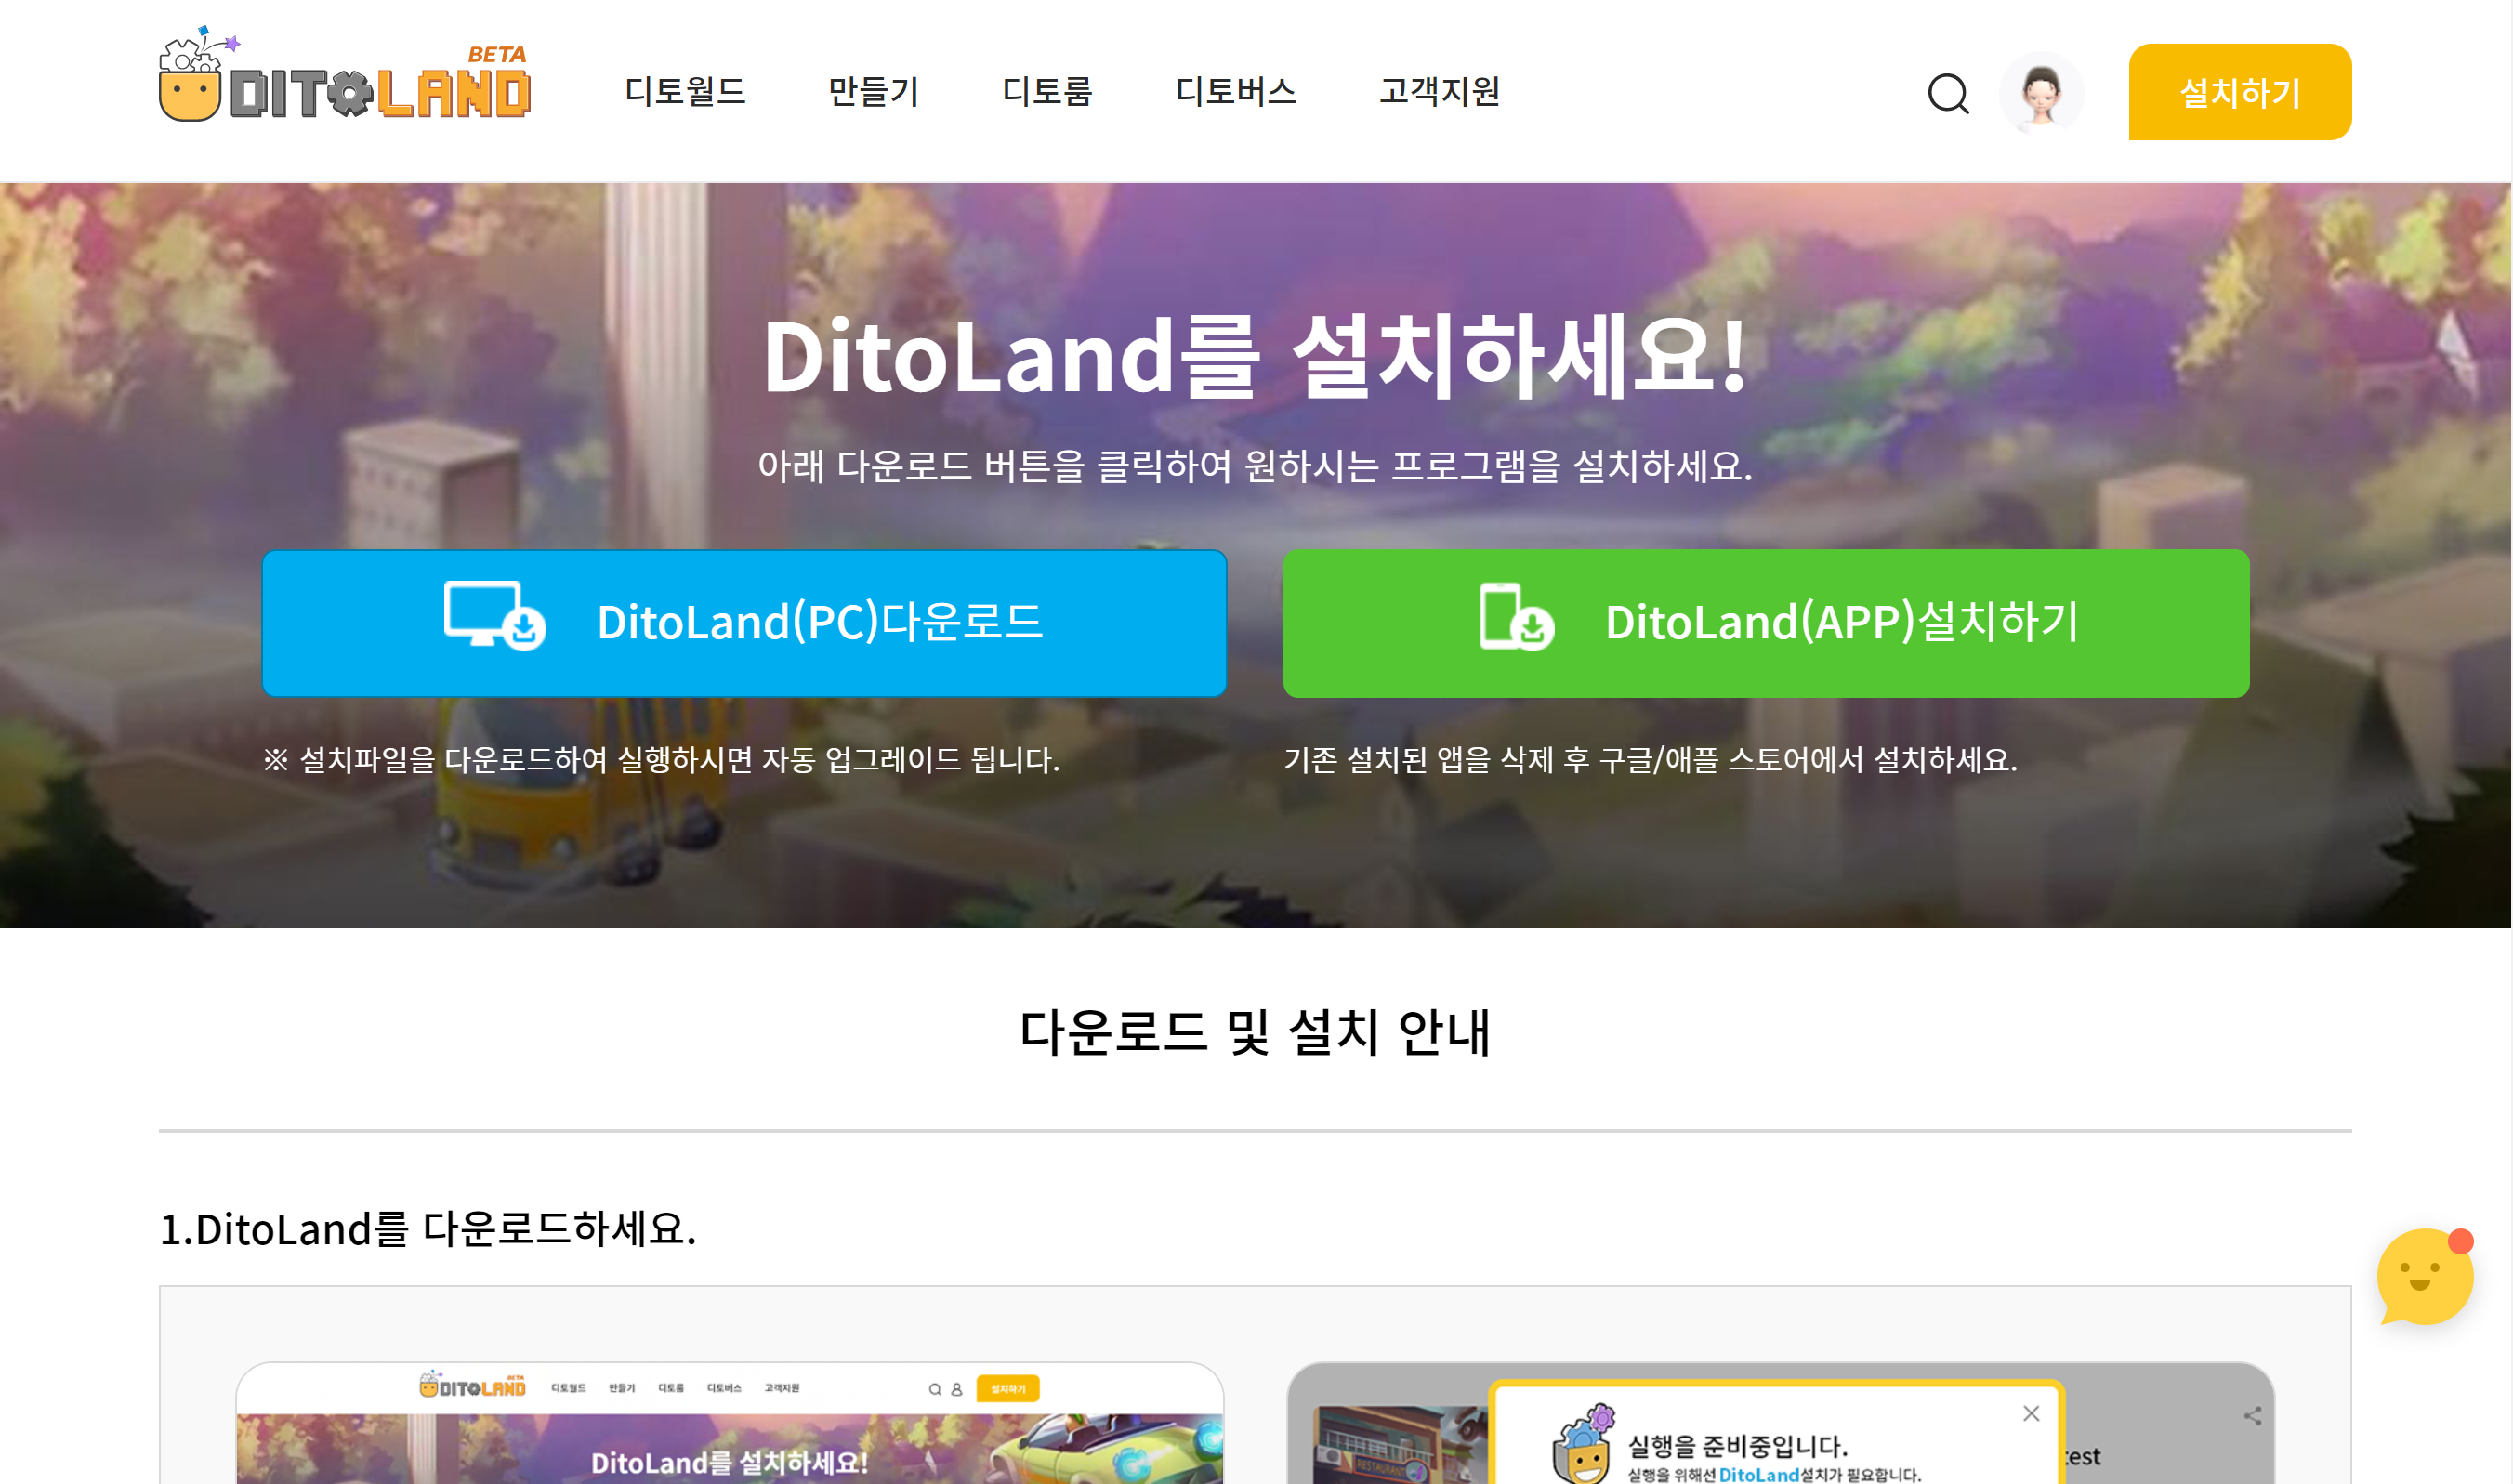 BETA
DITOLAND
디토월드
만들기
디토룸
디토버스
고객지원
설치하기
DitoLand를 설치하세요!
아래 다운로드 버튼을 클릭하여 원하시는 프로그램을 설치하세요.
DitoLand(PC)다운로드
DitoLand(APP)설치하기
※ 설치파일을 다운로드하여 실행하시면 자동 업그레이드 됩니다.
기존 설치된 앱을 삭제 후 구글/애플 스토어에서 설치하세요.
다운로드 및 설치 안내
1.DitoLand를 다운로드하세요.
BETA
DITOLAND
디토월드
만들기
디토룸
디토버스
고객지원
설치하기
DitoLand를 설치하세요!
RESTAURANT
실행을 준비중입니다.
실행을 위해선 DitoLand설치가 필요합니다.
test